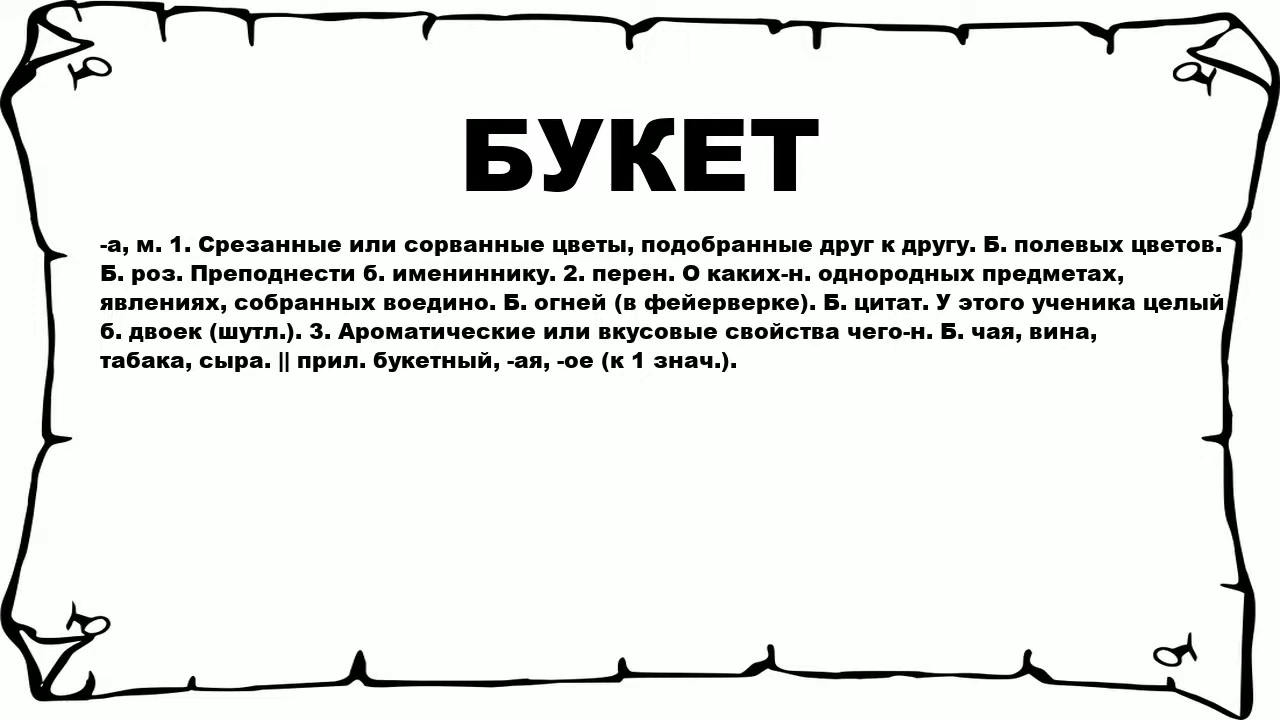 БУКЕТ
-а, м. 1. Срезанные или сорванные цветы, подобранные друг к другу. Б. полевых цветов.
Б. роз. Преподнести б. имениннику. 2. перен. О каких-н. однородных предметах,
явлениях, собранных воедино. Б. огней (в фейерверке). Б. цитат. У этого ученика целый
б. двоек (шутл.). 3. Ароматические или вкусовые свойства чего-н. Б. чая, вина,
табака, сыра. || прил. букетный, -ая, -ое (к 1 знач.).